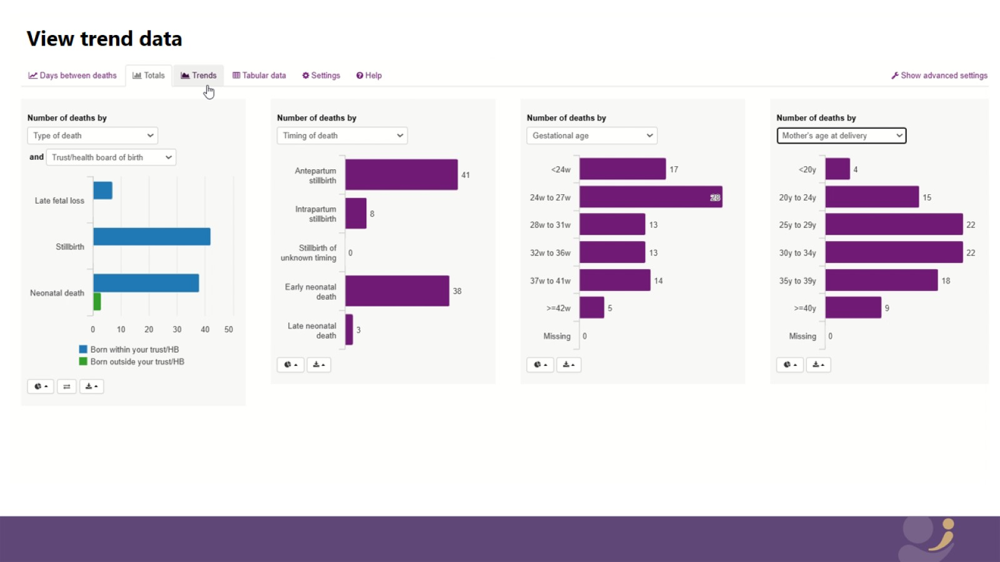 View trend data
Days between deaths
Totals
Trends
Tabular data
Settings
Help
Show advanced settings
Number of deaths by
Type of death
and Trust/health board of birth
Late fetal loss
Stillbirth
Neonatal death
0 10 20 30 40 50
Born within your trust/HB
Born outside your trust/HB
Number of deaths by
Timing of death
Antepartum
stillbirth
41
Intrapartum
stillbirth
8
Stillbirth of
unknown timing
0
Early neonatal
death
38
Late neonatal
death
3
Number of deaths by
Gestational age
<24w 17
24w to 27w 28
28w to 31w 13
32w to 36w 13
37w to 41w 14
>=42w 5
Missing 0
Number of deaths by
Mother's age at delivery
<20y 4
20y to 24y 15
25y to 29y 22
30y to 34y 22
35y to 39y 18
>=40y 9
Missing 0